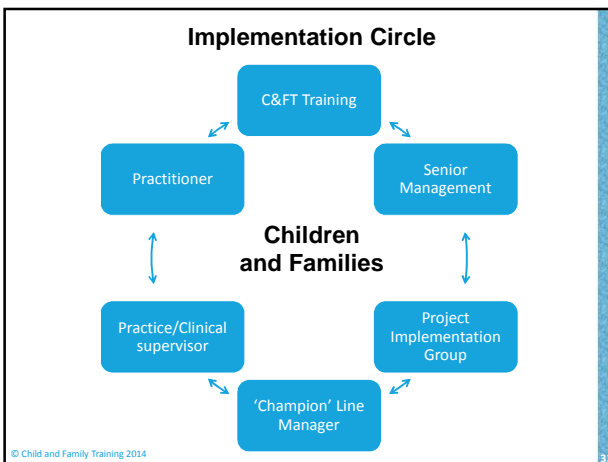 Implementation Circle
C&FT Training
Practitioner
Senior
Management
Children
and Families
Practice/Clinical
supervisor
Project
Implementation
Group
‘Champion’ Line
Manager
© Child and Family Training 2014